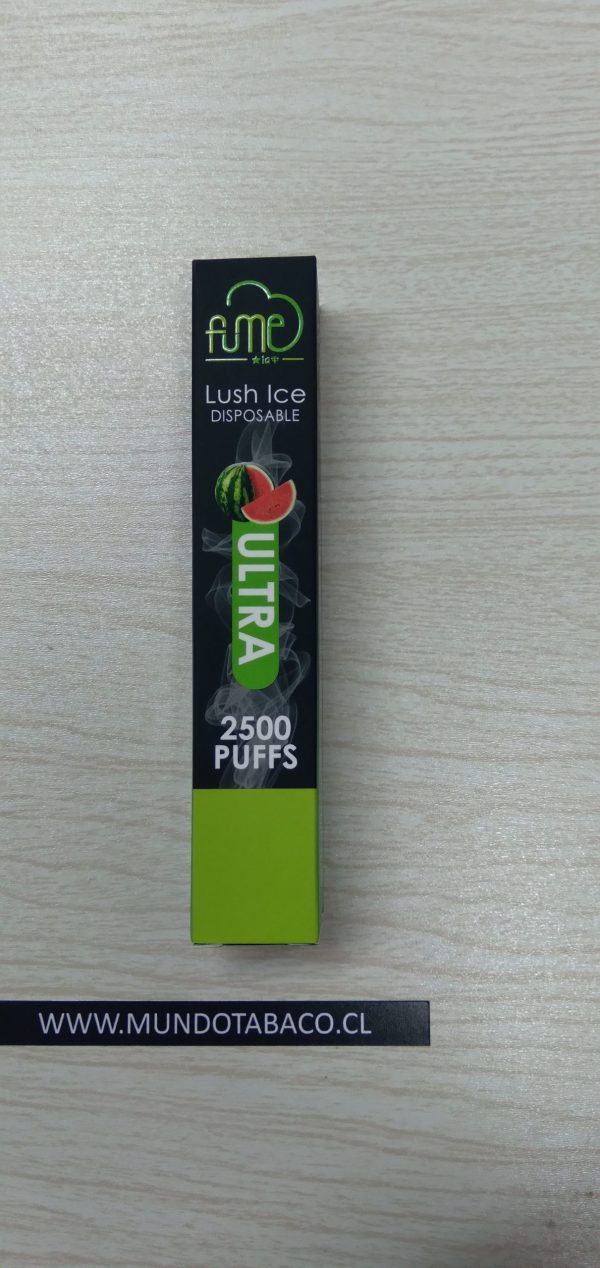 fume
Lush Ice
DISPOSABLE
ULTRA
2500
PUFFS
WWW.MUNDOTABACO.CL